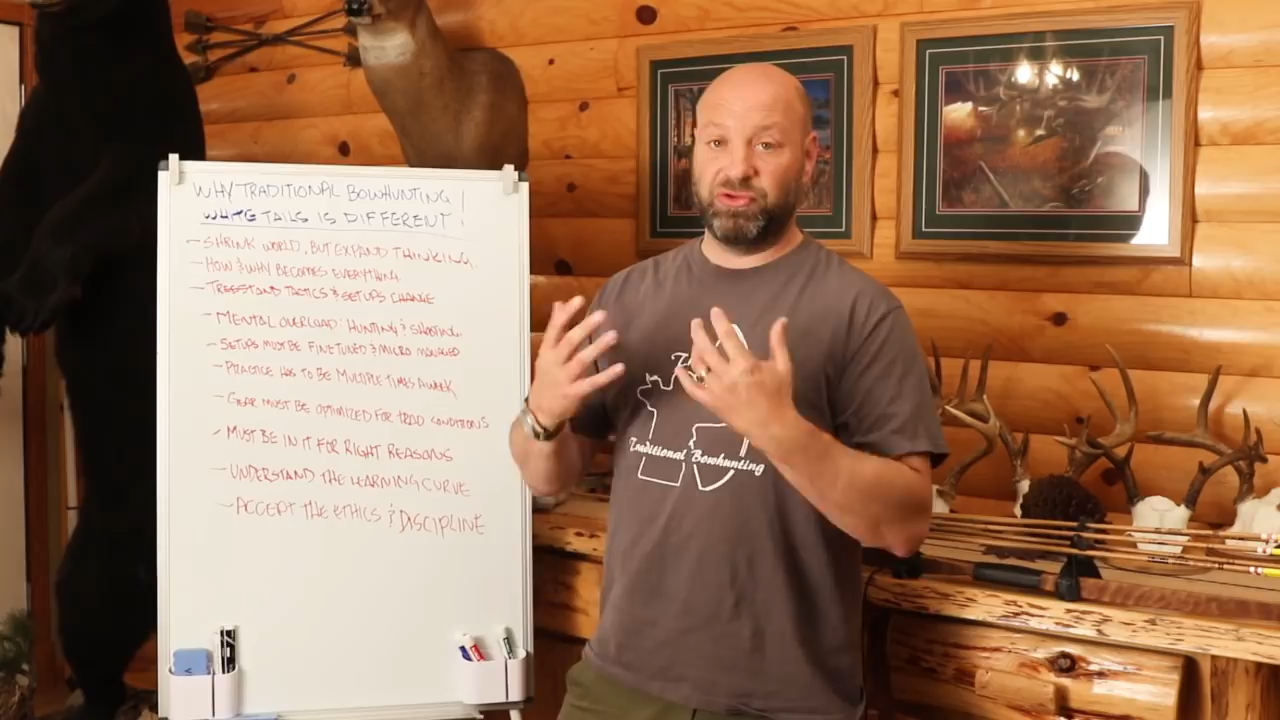 WHY TRADITIONAL BOWHUNTING
WHITE TAILS IS DIFFERENT!
- SHRINK WORLD, BUT EXPAND THINKING.
- HOW & WHY BECOMES EVERYTHING
- TREESTAND TACTICS & SETUPS CHANGE
- MENTAL OVERLOAD: HUNTING & SHOOTING.
- SETUPS MUST BE FINE TUNED & MICRO MANAGED
- PRACTICE HAS TO BE MULTIPLE TIMES A WEEK
- GEAR MUST BE OPTIMIZED FOR TRAD CONDITIONS
- MUST BE IN IT FOR RIGHT REASONS
- UNDERSTAND THE LEARNING CURVE
- ACCEPT THE ETHICS & DISCIPLINE
Traditional Bowhunting